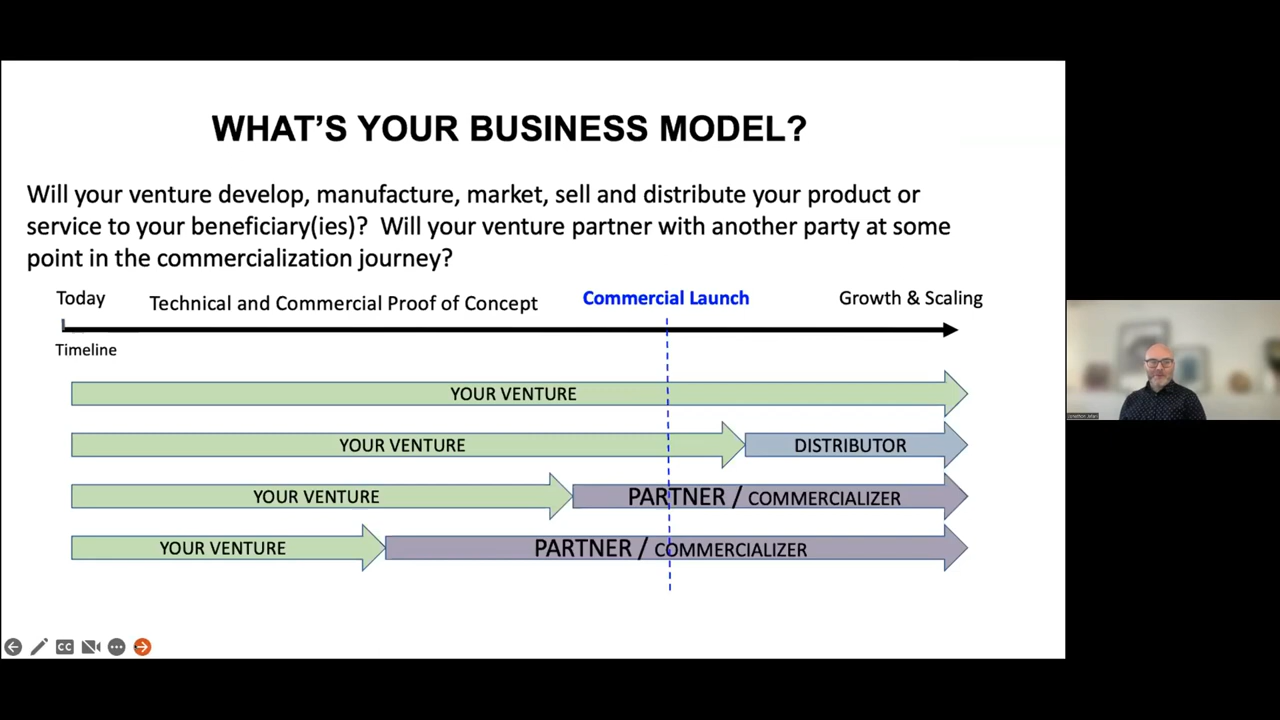 WHAT'S YOUR BUSINESS MODEL?
Will your venture develop, manufacture, market, sell and distribute your product or
service to your beneficiary(ies)?  Will your venture partner with another party at some
point in the commercialization journey?
Today
Technical and Commercial Proof of Concept
Commercial Launch
Growth & Scaling
Timeline
YOUR VENTURE
YOUR VENTURE
DISTRIBUTOR
YOUR VENTURE
PARTNER / COMMERCIALIZER
YOUR VENTURE
PARTNER / COMMERCIALIZER
CC